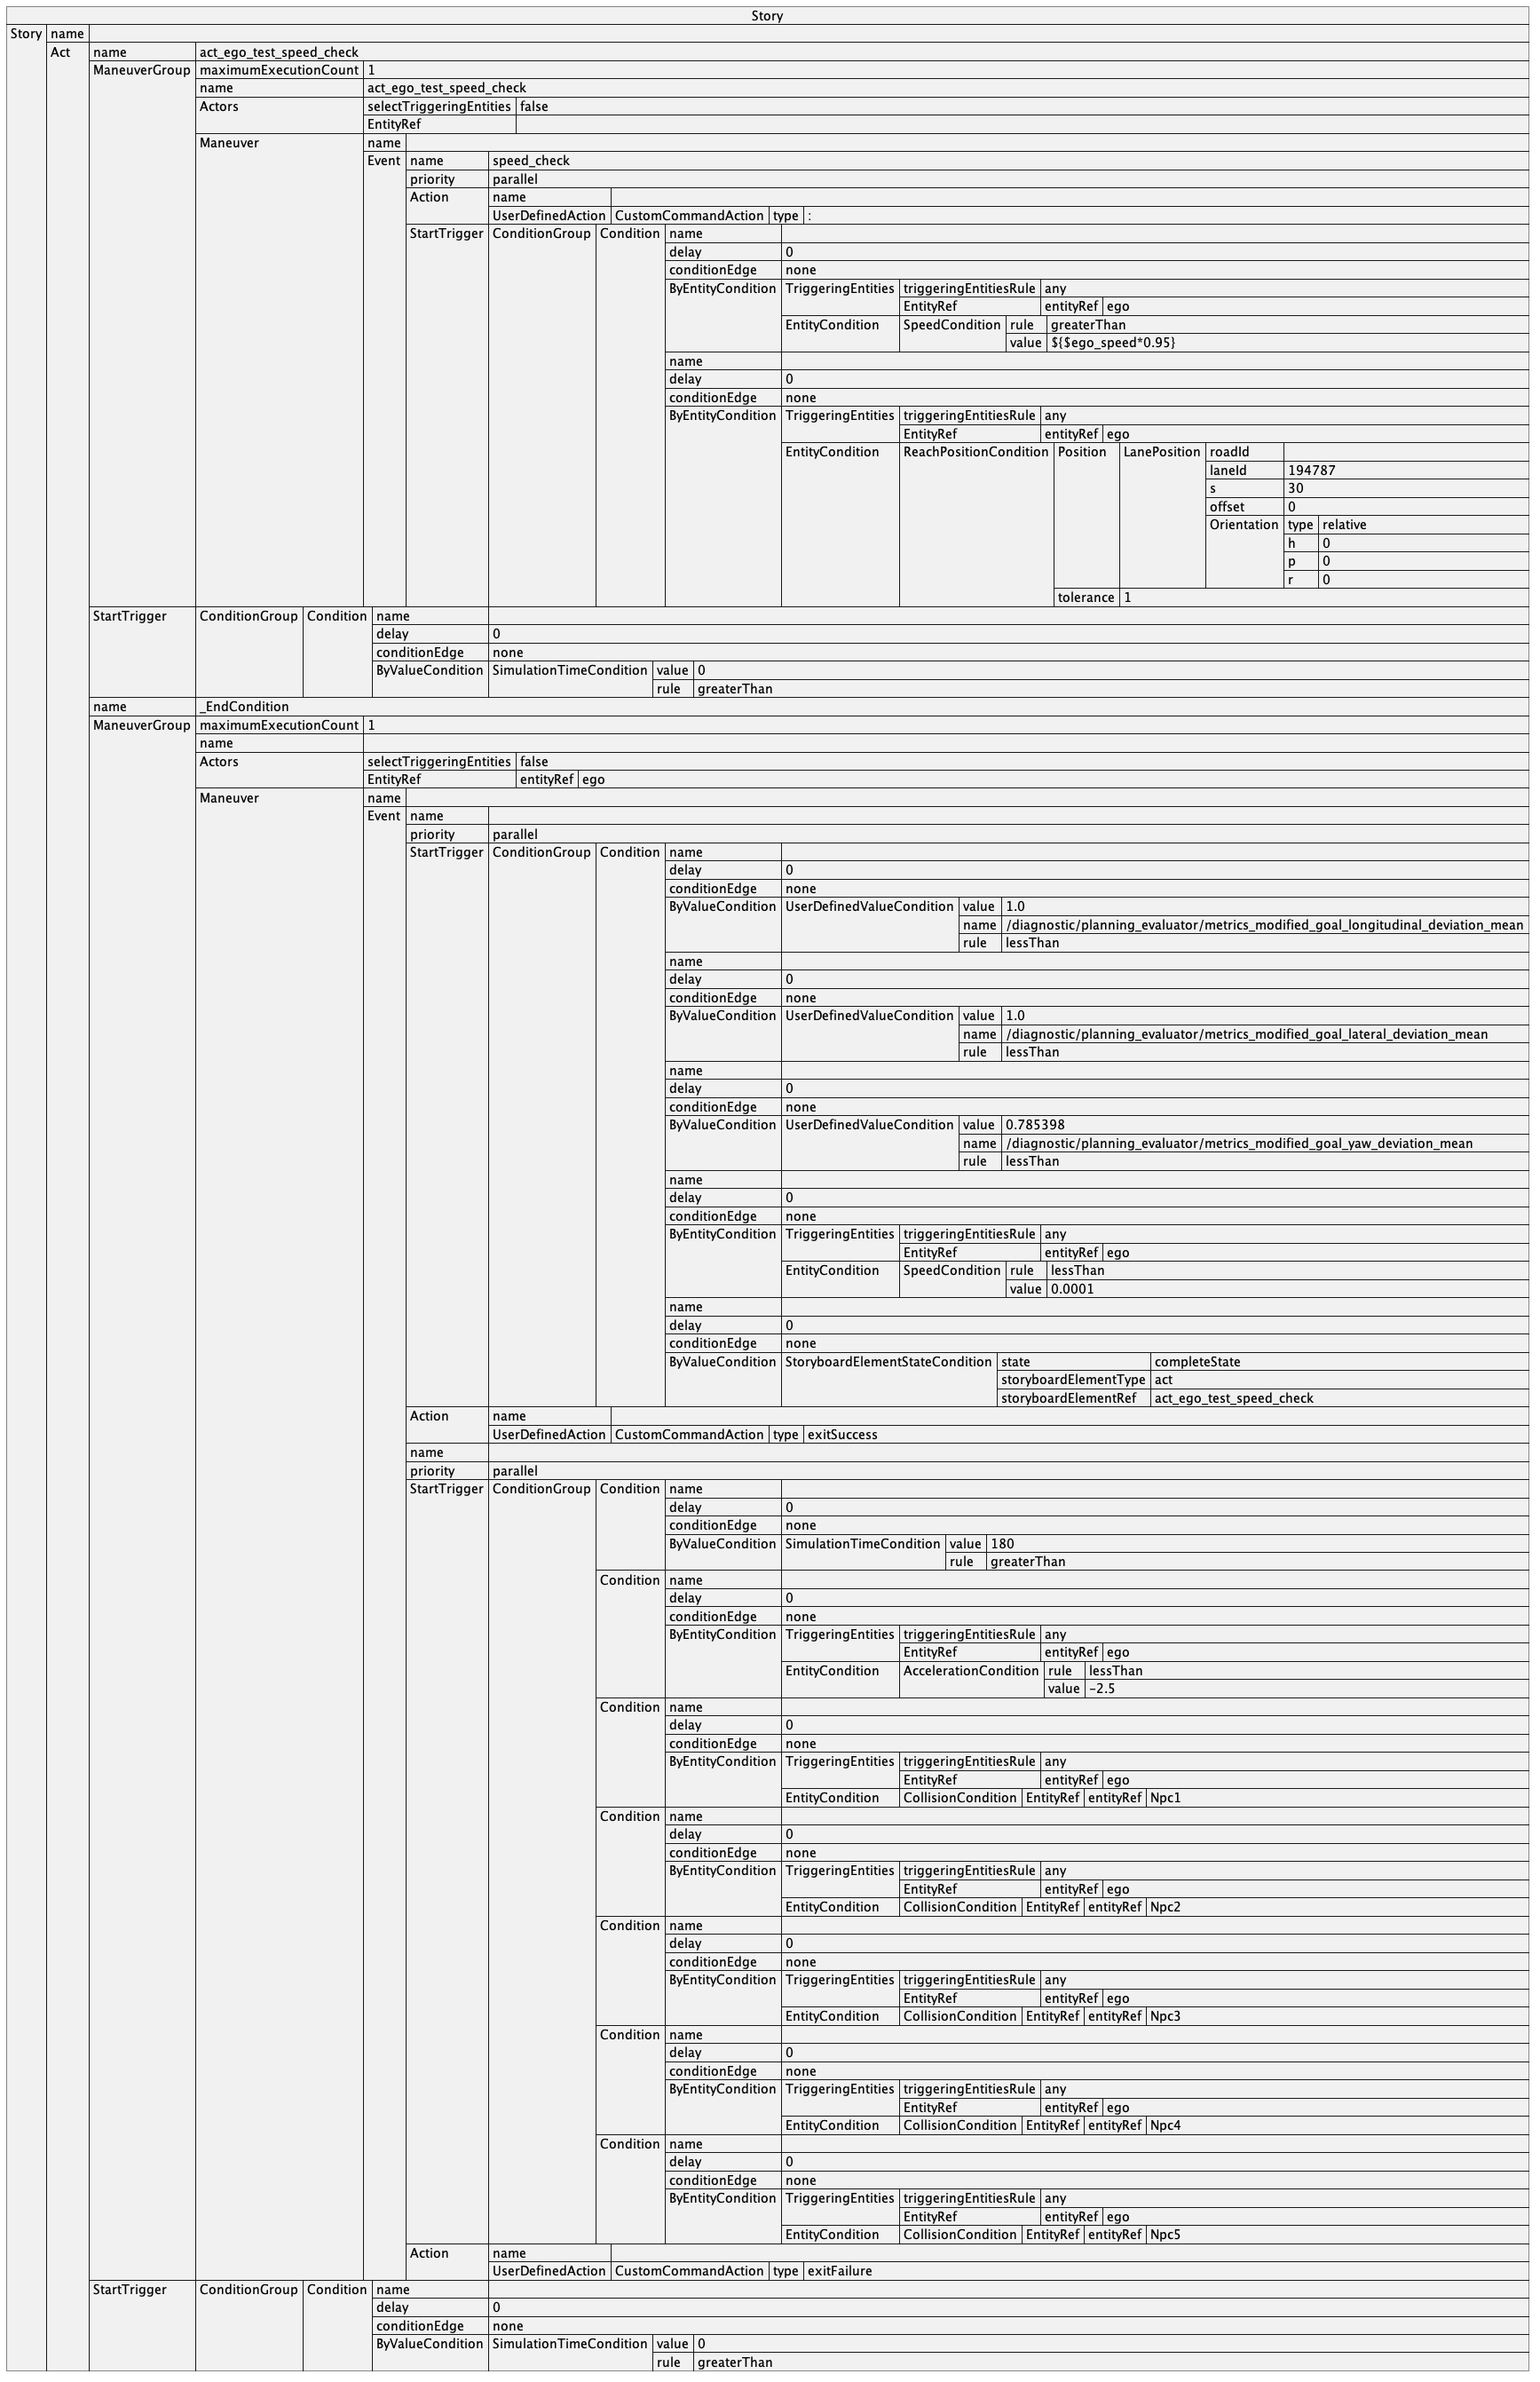 Story
Story name
Act name act_ego_test_speed_check
ManeuverGroup maximumExecutionCount 1
name act_ego_test_speed_check
Actors selectTriggeringEntities false
EntityRef
Maneuver name
Event name speed_check
priority parallel
Action name
UserDefinedAction CustomCommandAction type :
StartTrigger ConditionGroup Condition name
delay 0
conditionEdge none
ByEntityCondition TriggeringEntities triggeringEntitiesRule any
EntityRef entityRef ego
EntityCondition SpeedCondition rule greaterThan
value ${$ego_speed*0.95}
name
delay 0
conditionEdge none
ByEntityCondition TriggeringEntities triggeringEntitiesRule any
EntityRef entityRef ego
EntityCondition ReachPositionCondition Position LanePosition roadId
laneId 194787
s 30
offset 0
Orientation type relative
h 0
p 0
r 0
tolerance 1
StartTrigger ConditionGroup Condition name
delay 0
conditionEdge none
ByValueCondition SimulationTimeCondition value 0
rule greaterThan
name _EndCondition
ManeuverGroup maximumExecutionCount 1
name
Actors selectTriggeringEntities false
EntityRef entityRef ego
Maneuver name
Event name
priority parallel
StartTrigger ConditionGroup Condition name
delay 0
conditionEdge none
ByValueCondition UserDefinedValueCondition value 1.0
name /diagnostic/planning_evaluator/metrics_modified_goal_longitudinal_deviation_mean
rule lessThan
name
delay 0
conditionEdge none
ByValueCondition UserDefinedValueCondition value 1.0
name /diagnostic/planning_evaluator/metrics_modified_goal_lateral_deviation_mean
rule lessThan
name
delay 0
conditionEdge none
ByValueCondition UserDefinedValueCondition value 0.785398
name /diagnostic/planning_evaluator/metrics_modified_goal_yaw_deviation_mean
rule lessThan
name
delay 0
conditionEdge none
ByEntityCondition TriggeringEntities triggeringEntitiesRule any
EntityRef entityRef ego
EntityCondition SpeedCondition rule lessThan
value 0.0001
name
delay 0
conditionEdge none
ByValueCondition StoryboardElementStateCondition state completeState
storyboardElementType act
storyboardElementRef act_ego_test_speed_check
Action name
UserDefinedAction CustomCommandAction type exitSuccess
name
priority parallel
StartTrigger ConditionGroup Condition name
delay 0
conditionEdge none
ByValueCondition SimulationTimeCondition value 180
rule greaterThan
Condition name
delay 0
conditionEdge none
ByEntityCondition TriggeringEntities triggeringEntitiesRule any
EntityRef entityRef ego
EntityCondition AccelerationCondition rule lessThan
value -2.5
Condition name
delay 0
conditionEdge none
ByEntityCondition TriggeringEntities triggeringEntitiesRule any
EntityRef entityRef ego
EntityCondition CollisionCondition EntityRef entityRef Npc1
Condition name
delay 0
conditionEdge none
ByEntityCondition TriggeringEntities triggeringEntitiesRule any
EntityRef entityRef ego
EntityCondition CollisionCondition EntityRef entityRef Npc2
Condition name
delay 0
conditionEdge none
ByEntityCondition TriggeringEntities triggeringEntitiesRule any
EntityRef entityRef ego
EntityCondition CollisionCondition EntityRef entityRef Npc3
Condition name
delay 0
conditionEdge none
ByEntityCondition TriggeringEntities triggeringEntitiesRule any
EntityRef entityRef ego
EntityCondition CollisionCondition EntityRef entityRef Npc4
Condition name
delay 0
conditionEdge none
ByEntityCondition TriggeringEntities triggeringEntitiesRule any
EntityRef entityRef ego
EntityCondition CollisionCondition EntityRef entityRef Npc5
Action name
UserDefinedAction CustomCommandAction type exitFailure
StartTrigger ConditionGroup Condition name
delay 0
conditionEdge none
ByValueCondition SimulationTimeCondition value 0
rule greaterThan